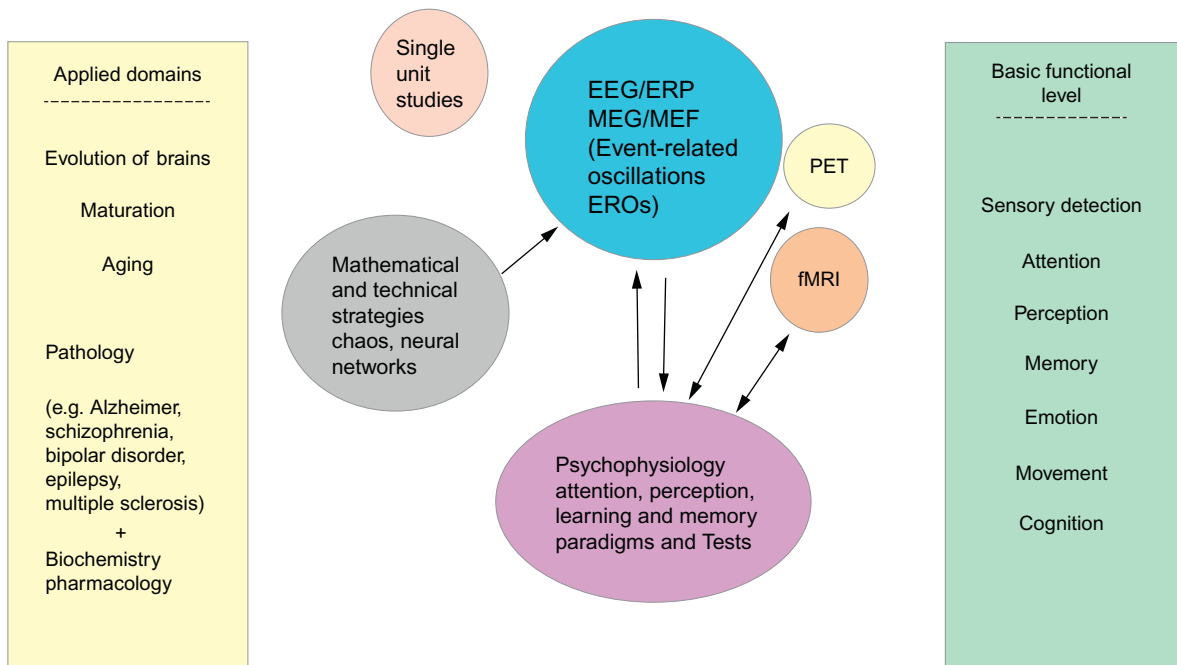 Applied domains
Evolution of brains
Maturation
Aging
Pathology
(e.g. Alzheimer,
schizophrenia,
bipolar disorder,
epilepsy,
multiple sclerosis)
+
Biochemistry
pharmacology
Single
unit
studies
EEG/ERP
MEG/MEF
(Event-related
oscillations
EROs)
PET
fMRI
Mathematical
and technical
strategies
chaos, neural
networks
Psychophysiology
attention, perception,
learning and memory
paradigms and Tests
Basic functional
level
Sensory detection
Attention
Perception
Memory
Emotion
Movement
Cognition